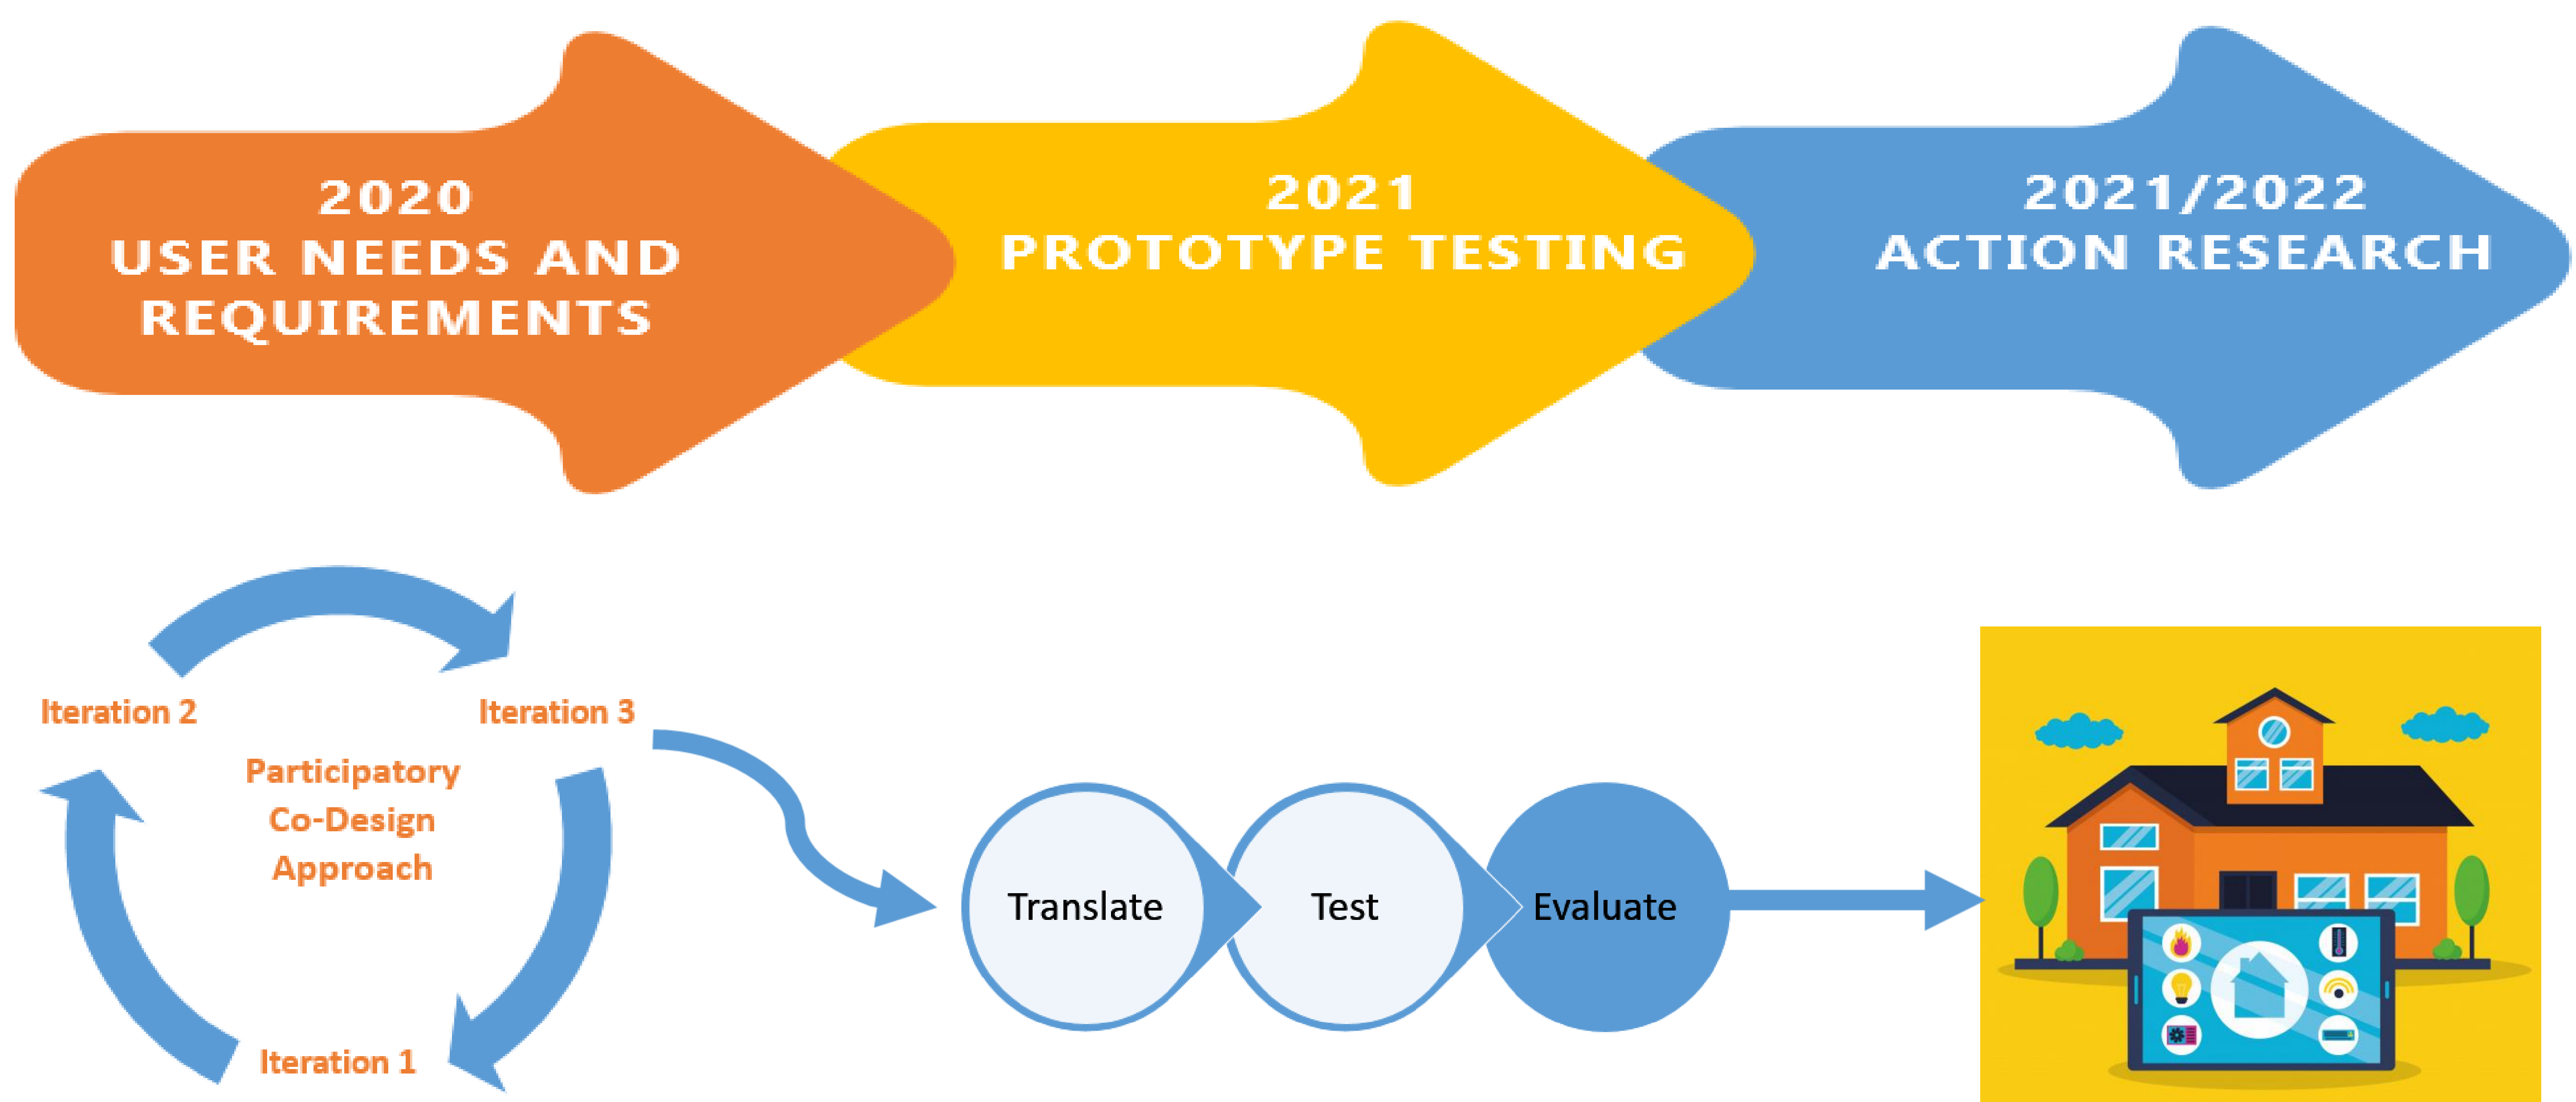 2020
USER NEEDS AND
REQUIREMENTS
2021
PROTOTYPE TESTING
2021/2022
ACTION RESEARCH
Iteration 2
Iteration 3
Participatory
Co-Design
Approach
Iteration 1
Translate
Test
Evaluate